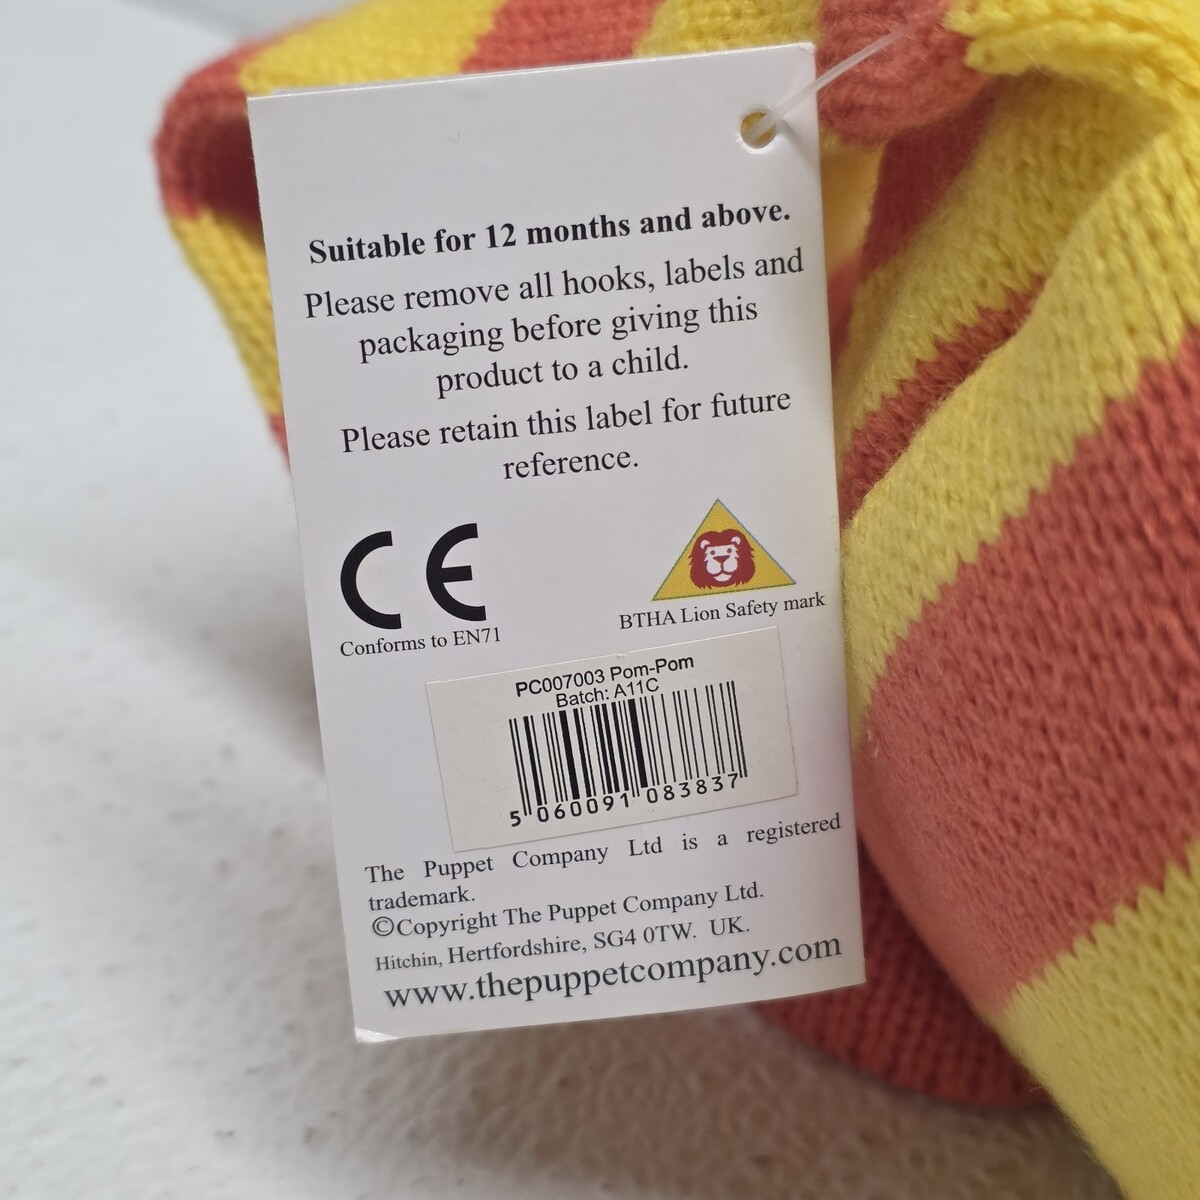 Suitable for 12 months and above.
Please remove all hooks, labels and
packaging before giving this
product to a child.
Please retain this label for future
reference.
CE
Conforms to EN71
BTHA Lion Safety mark
PC007003 Pom-Pom
Batch: A11C
5 060091 083837
The Puppet Company Ltd is a registered
trademark.
©Copyright The Puppet Company Ltd.
Hitchin, Hertfordshire, SG4 0TW. UK.
www.thepuppetcompany.com